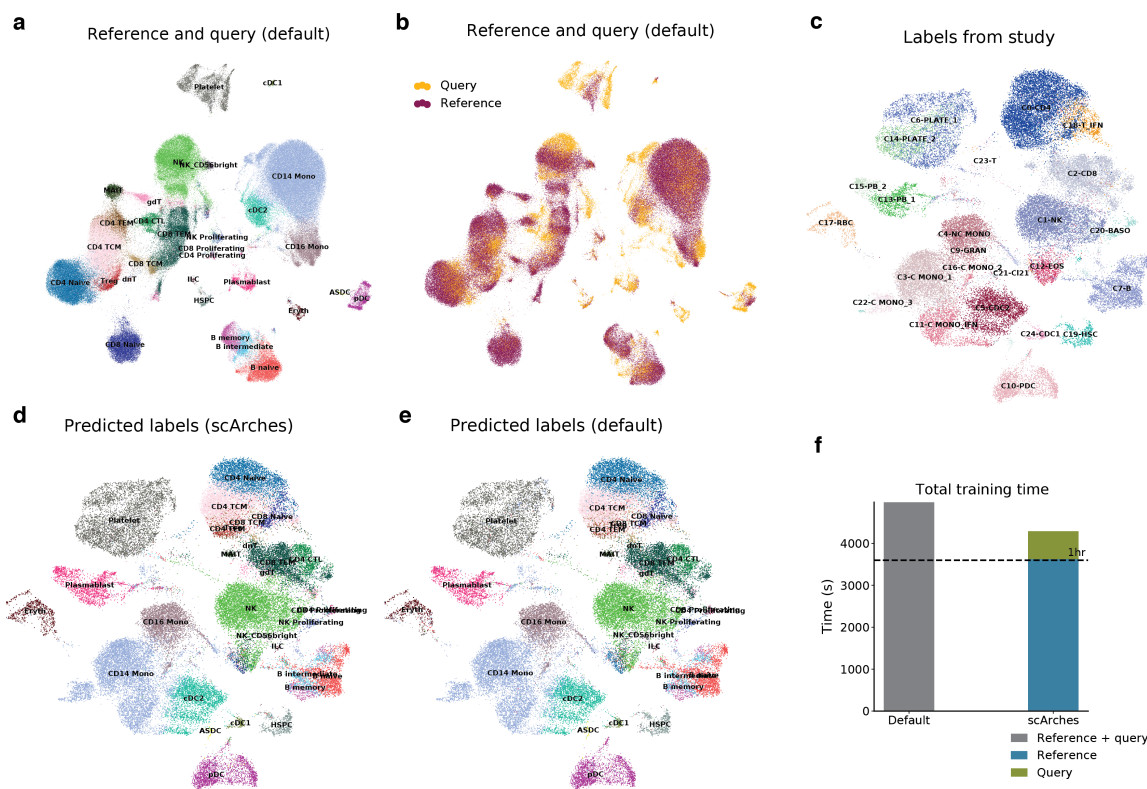 a
Reference and query (default)
Platelet
cDC1
NK
NK_CD56bright
CD14 Mono
MAIT
gdT
cDC2
CD4 TEM
CD4 CTL
CD8 TEM
NK Proliferating
CD4 TCM
CD8 Proliferating
CD16 Mono
CD4 Proliferating
CD8 TCM
CD4 Naive
Treg
dnT
ILC
Plasmablast
HSPC
ASDC
pDC
Eryth
B memory
CD8 Naive
B intermediate
B naive
b
Reference and query (default)
Query
Reference
c
Labels from study
C0-CD4
C6-PLATE_1
C18-T_IFN
C14-PLATE_2
C23-T
C2-CD8
C15-PB_2
C13-PB_1
C17-RBC
C1-NK
C4-NC MONO
C20-BASO
C9-GRAN
C16-C MONO_2
C12-EOS
C3-C MONO_1
C21-CI21
C7-B
C22-C MONO_3
C5-CDC2
C11-C MONO_IFN
C24-CDC1
C19-HSC
C10-PDC
d
Predicted labels (scArches)
CD4 Naive
CD4 TCM
Platelet
CD8 Naive
CD8 TCM
CD4 TEM
dnT
MAIT
CD4 CTL
CD8 TEM
gdT
Plasmablast
Eryth
NK
CD16 Mono
NK Proliferating
NK_CD56bright
ILC
CD14 Mono
B intermediate
B naive
B memory
cDC2
cDC1
ASDC
HSPC
pDC
e
Predicted labels (default)
CD4 Naive
CD4 TCM
Platelet
CD8 Naive
CD8 TCM
CD4 TEM
dnT
MAIT
CD4 CTL
CD8 TEM
gdT
Plasmablast
Eryth
NK
CD16 Mono
NK Proliferating
NK_CD56bright
ILC
CD14 Mono
B intermediate
B naive
B memory
cDC2
cDC1
ASDC
HSPC
pDC
f
Total training time
Time (s)
4000
3000
2000
1000
0
1hr
Default
scArches
Reference + query
Reference
Query